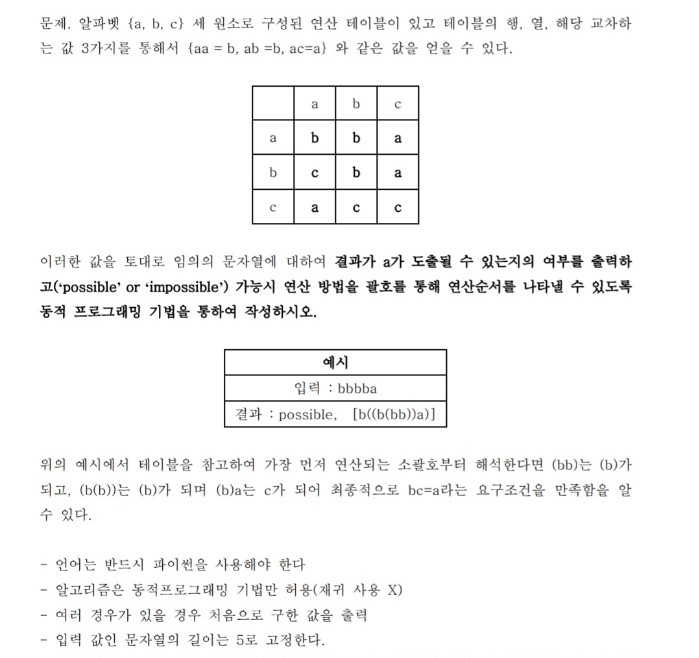 문제. 알파벳 {a, b, c} 세 원소로 구성된 연산 테이블이 있고 테이블의 행, 열, 해당 교차하
는 값 3가지를 통해서 {aa = b, ab =b, ac=a} 와 같은 값을 얻을 수 있다.
a b c
a b b a
b c b a
c a c c
이러한 값을 토대로 임의의 문자열에 대하여 결과가 a가 도출될 수 있는지의 여부를 출력하
고('possible' or 'impossible') 가능시 연산 방법을 괄호를 통해 연산순서를 나타낼 수 있도록
동적 프로그래밍 기법을 통하여 작성하시오.
예시
입력 : bbbba
결과 : possible, [b((b(bb))a)]
위의 예시에서 테이블을 참고하여 가장 먼저 연산되는 소괄호부터 해석한다면 (bb)는 (b)가
되고, (b(b))는 (b)가 되며 (b)a는 c가 되어 최종적으로 bc=a라는 요구조건을 만족함을 알
수 있다.
- 언어는 반드시 파이썬을 사용해야 한다
- 알고리즘은 동적프로그래밍 기법만 허용(재귀 사용 X)
- 여러 경우가 있을 경우 처음으로 구한 값을 출력
- 입력 값인 문자열의 길이는 5로 고정한다.